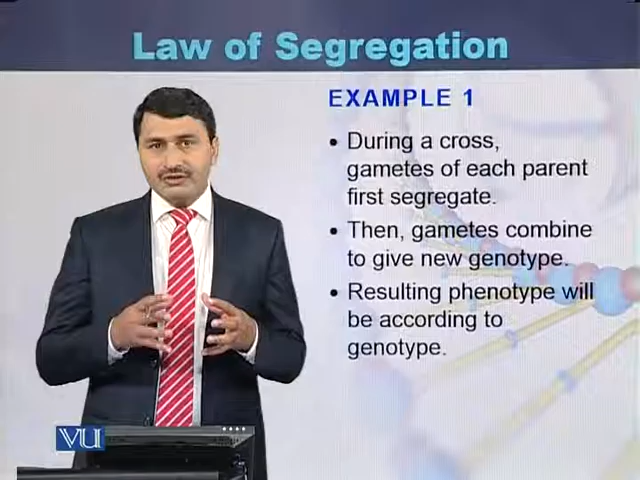 Law of Segregation
EXAMPLE 1
• During a cross,
gametes of each parent
first segregate.
• Then, gametes combine
to give new genotype.
• Resulting phenotype will
be according to
genotype.
VU